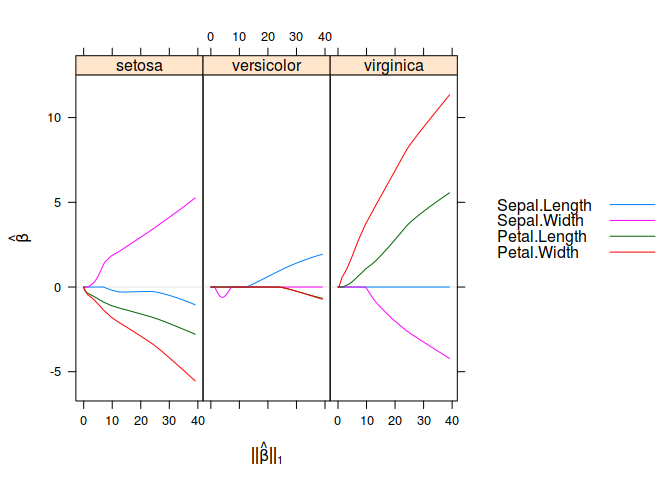 0 10 20 30 40
setosa versicolor virginica
10
5
0
-5
β̂
Sepal.Length
Sepal.Width
Petal.Length
Petal.Width
0 10 20 30 40 0 10 20 30 40
||β̂||₁